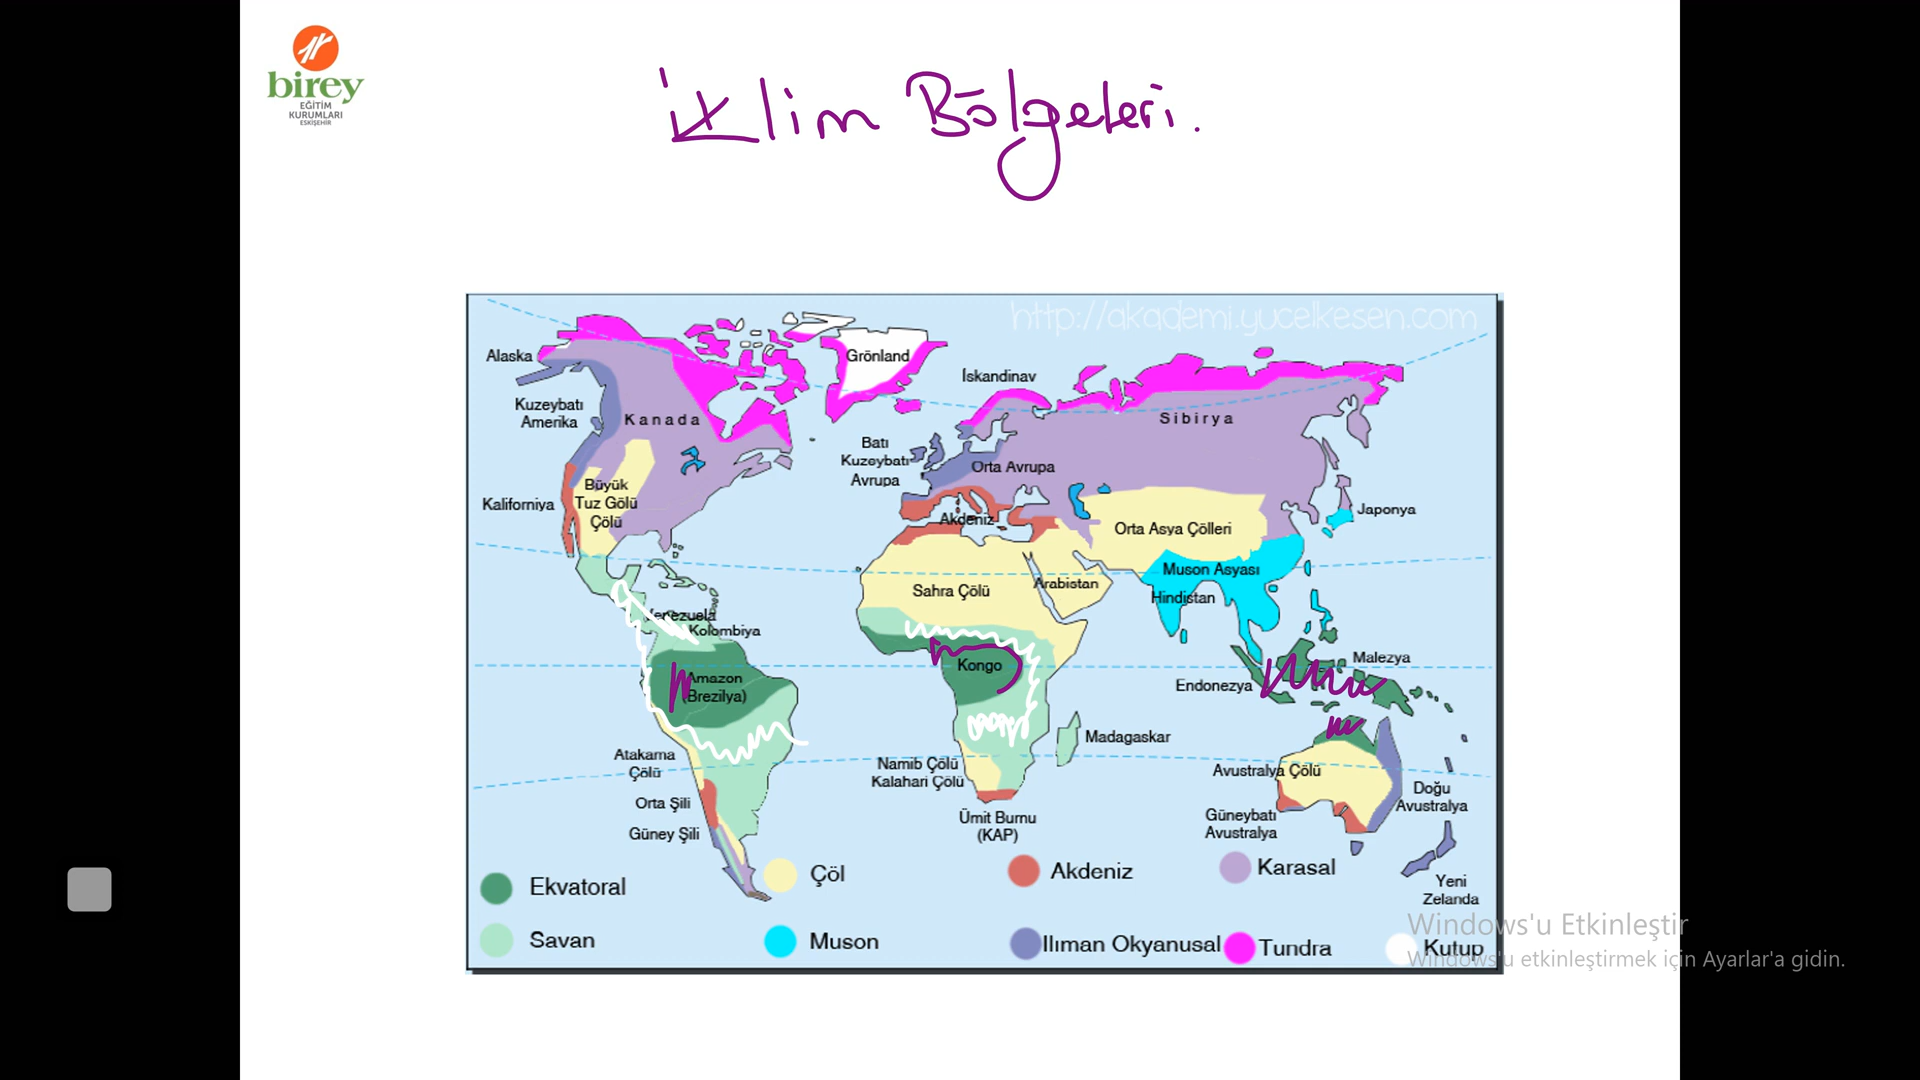 birey
EĞİTİM
KURUMLARI
ESKİŞEHİR
İklim Bölgeleri.
http://akademi.yucelkesen.com
Alaska
Grönland
İskandinav
Kuzeybatı
Amerika
Kanada
Sibirya
Batı
Kuzeybatı
Avrupa
Orta Avrupa
Kaliforniya
Büyük
Tuz Gölü
Çölü
Akdeniz
Orta Asya Çölleri
Japonya
Sahra Çölü
Arabistan
Muson Asyası
Hindistan
Venezuela
Kolombiya
Kongo
Malezya
Amazon
(Brezilya)
Endonezya
Madagaskar
Atakama
Çölü
Namib Çölü
Kalahari Çölü
Avustralya Çölü
Doğu
Avustralya
Orta Şili
Güney Şili
Ümit Burnu
(KAP)
Güneybatı
Avustralya
Yeni
Zelanda
Ekvatoral
Çöl
Akdeniz
Karasal
Savan
Muson
Ilıman Okyanusal
Tundra
Kutup
Windows'u Etkinleştir
Windows'u etkinleştirmek için Ayarlar'a gidin.